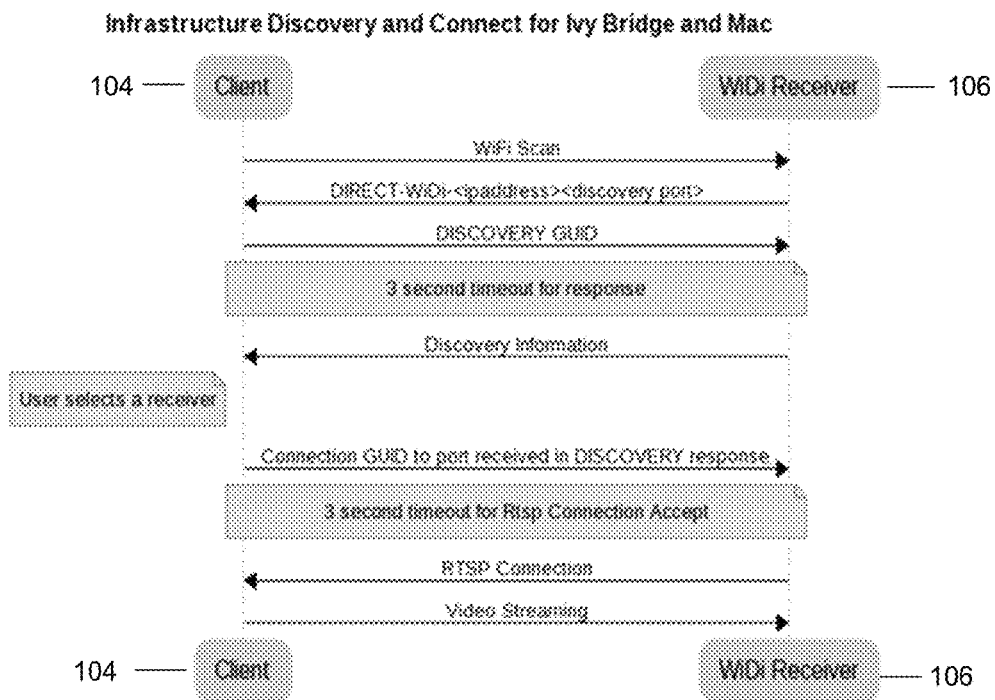 Infrastructure Discovery and Connect for Ivy Bridge and Mac
104 Client WiDi Receiver 106
WiFi Scan
DIRECT-WiDi-<ipaddress><discovery port>
DISCOVERY GUID
3 second timeout for response
Discovery Information
User selects a receiver
Connection GUID to port received in DISCOVERY response
3 second timeout for Rtsp Connection Accept
RTSP Connection
Video Streaming
104 Client WiDi Receiver 106